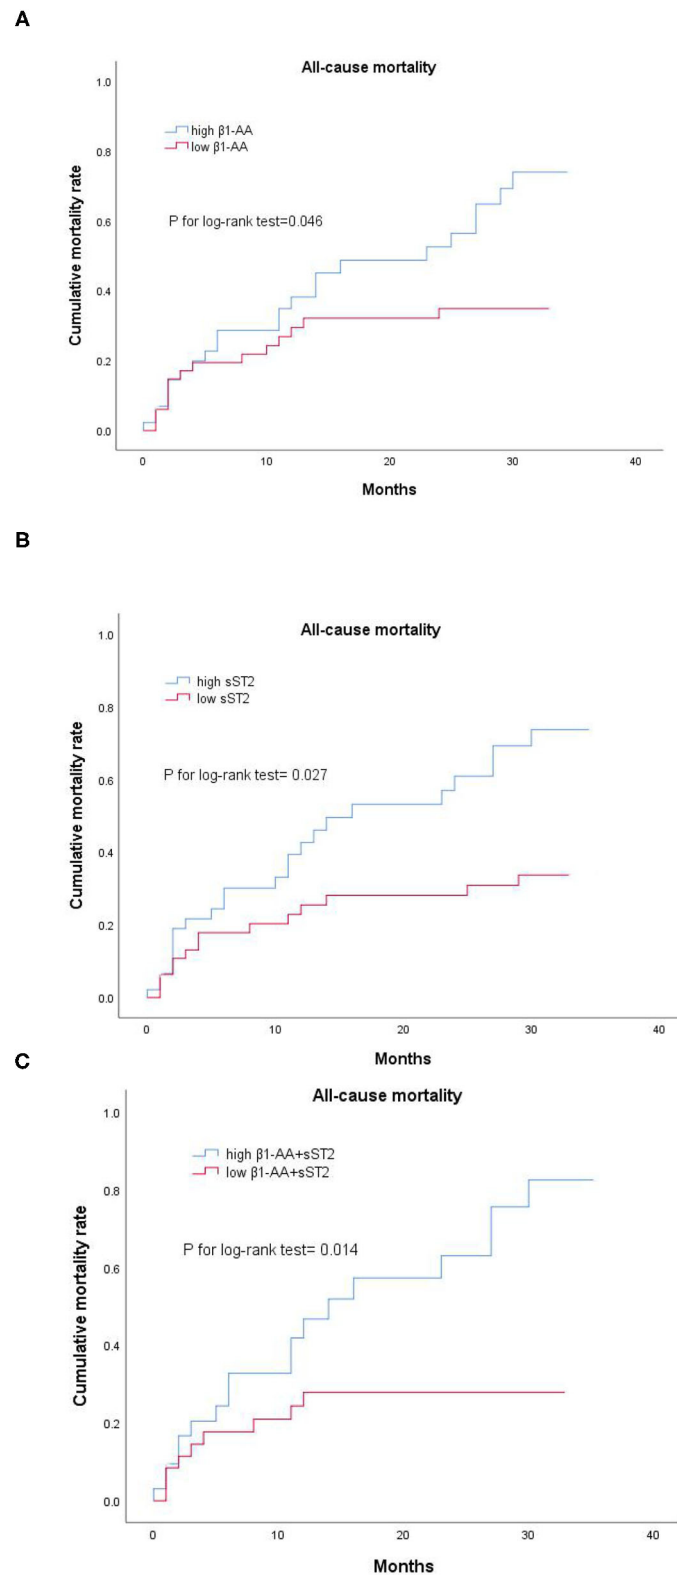 A
All-cause mortality
1.0
high β1-AA
low β1-AA
0.8
P for log-rank test=0.046
0.6
Cumulative mortality rate
0.4
0.2
0.0
0 10 20 30 40
Months
B
All-cause mortality
1.0
high sST2
low sST2
0.8
P for log-rank test= 0.027
0.6
Cumulative mortality rate
0.4
0.2
0.0
0 10 20 30 40
Months
C
All-cause mortality
1.0
high β1-AA+sST2
low β1-AA+sST2
0.8
P for log-rank test= 0.014
0.6
Cumulative mortality rate
0.4
0.2
0.0
0 10 20 30 40
Months